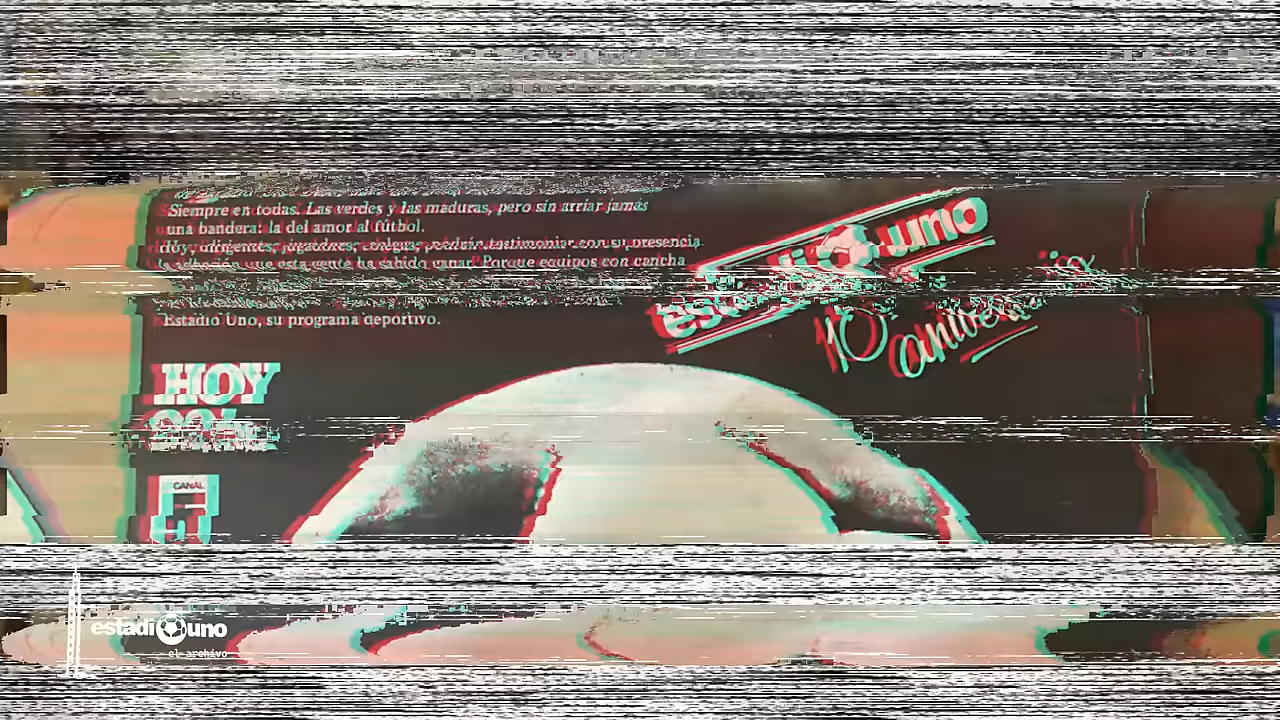 Siempre en todas. Las verdes y las maduras, pero sin arriar jamás
una bandera: la del amor al fútbol.
Hoy, dirigentes, jugadores, colegas, podrán testimoniar con su presencia
la adhesión que esta gente ha sabido ganar. Porque equipos con cancha
Estadio Uno, su programa deportivo.
estadio uno
10 aniversario
HOY
CANAL
estadio uno
el archivo